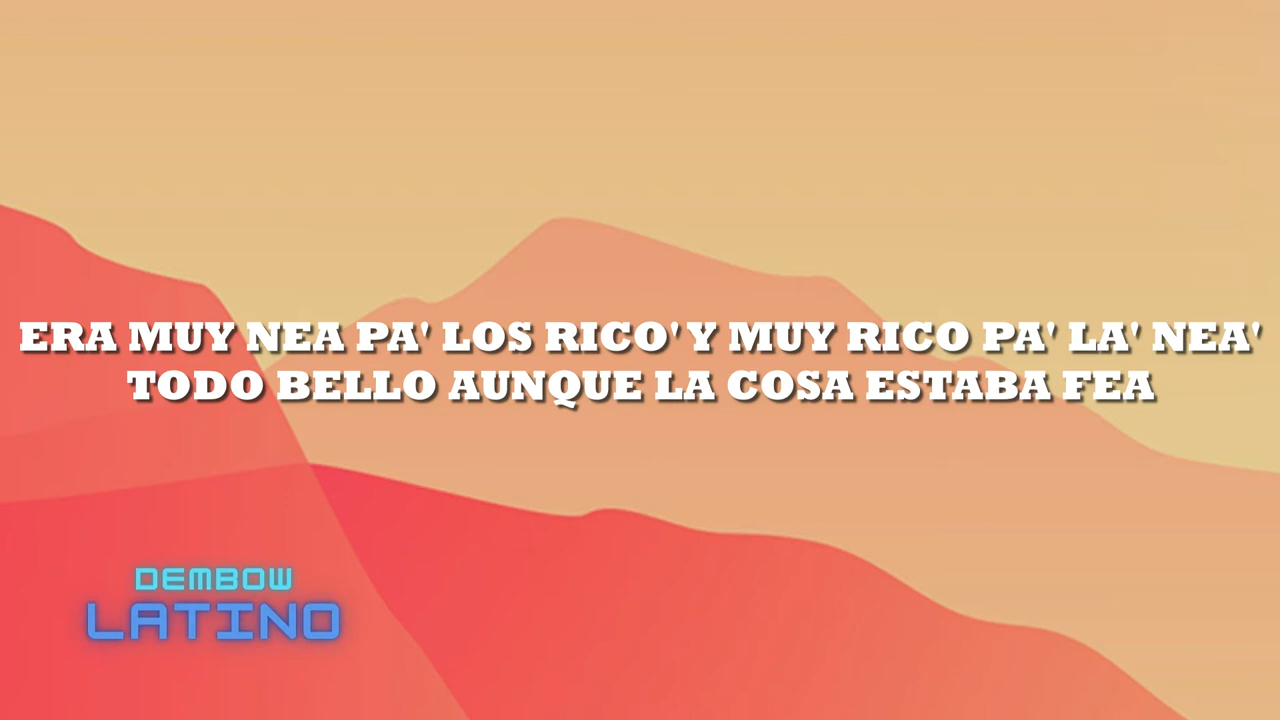 ERA MUY NEA PA' LOS RICO' Y MUY RICO PA' LA' NEA'
TODO BELLO AUNQUE LA COSA ESTABA FEA
DEMBOW
LATINO